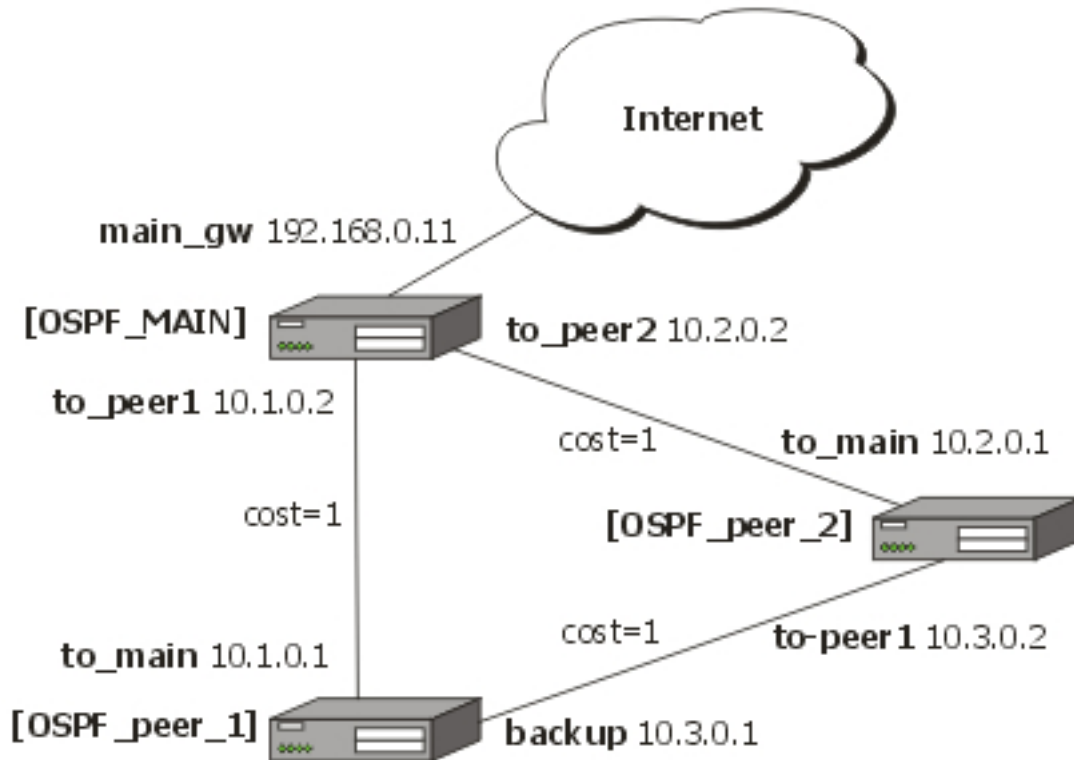 Internet
main_gw 192.168.0.11
[OSPF_MAIN]
to_peer2 10.2.0.2
to_peer1 10.1.0.2
cost=1
to_main 10.2.0.1
cost=1
[OSPF_peer_2]
cost=1
to-peer1 10.3.0.2
to_main 10.1.0.1
[OSPF_peer_1]
backup 10.3.0.1